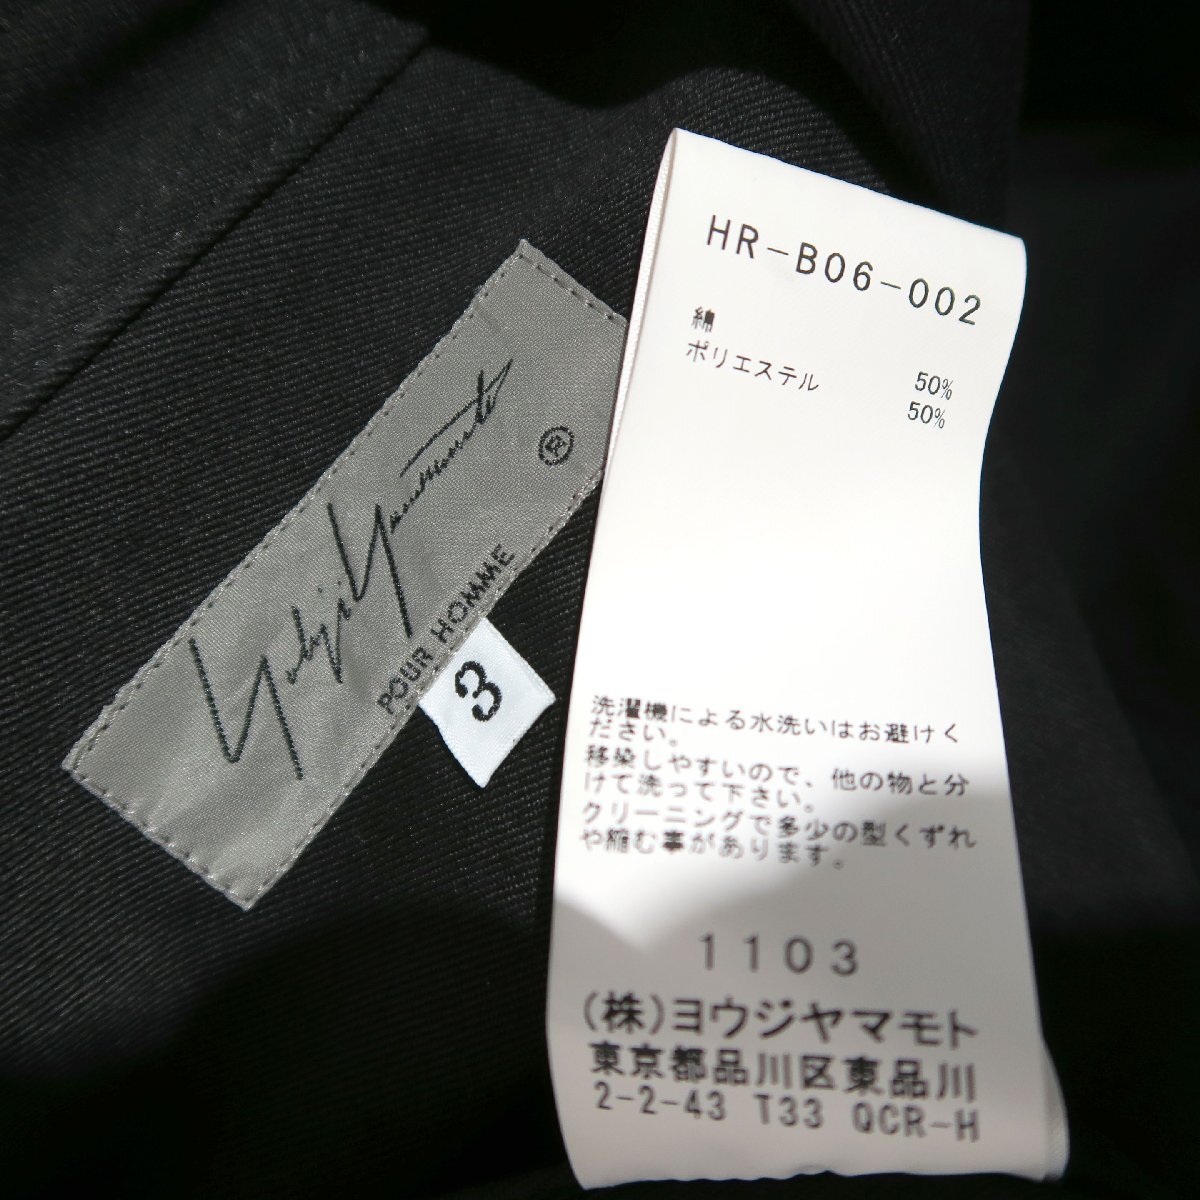 Yohji Yamamoto ®
POUR HOMME
3
HR-B06-002
綿 50%
ポリエステル 50%
洗濯機による水洗いはお避けく
ださい。
移染しやすいので、他の物と分
けて洗って下さい。
クリーニングで多少の型くずれ
や縮む事があります。
1103
(株)ヨウジヤマモト
東京都品川区東品川
2-2-43 T33 QCR-H